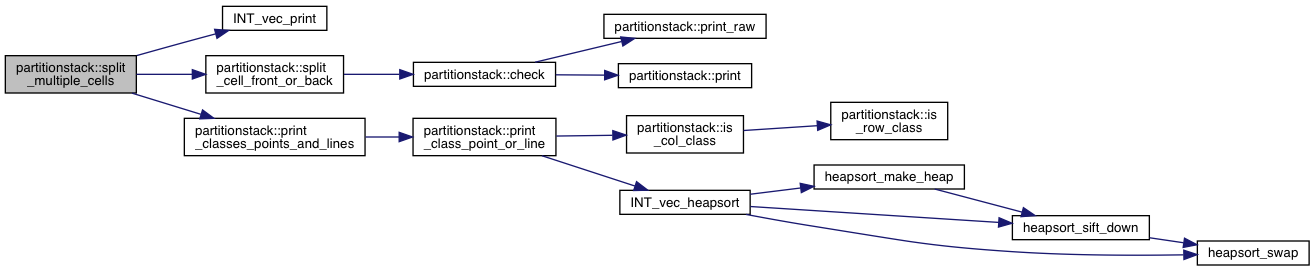 partitionstack::split
_multiple_cells
INT_vec_print
partitionstack::split
_cell_front_or_back
partitionstack::check
partitionstack::print_raw
partitionstack::print
partitionstack::print
_classes_points_and_lines
partitionstack::print
_class_point_or_line
partitionstack::is
_col_class
partitionstack::is
_row_class
INT_vec_heapsort
heapsort_make_heap
heapsort_sift_down
heapsort_swap